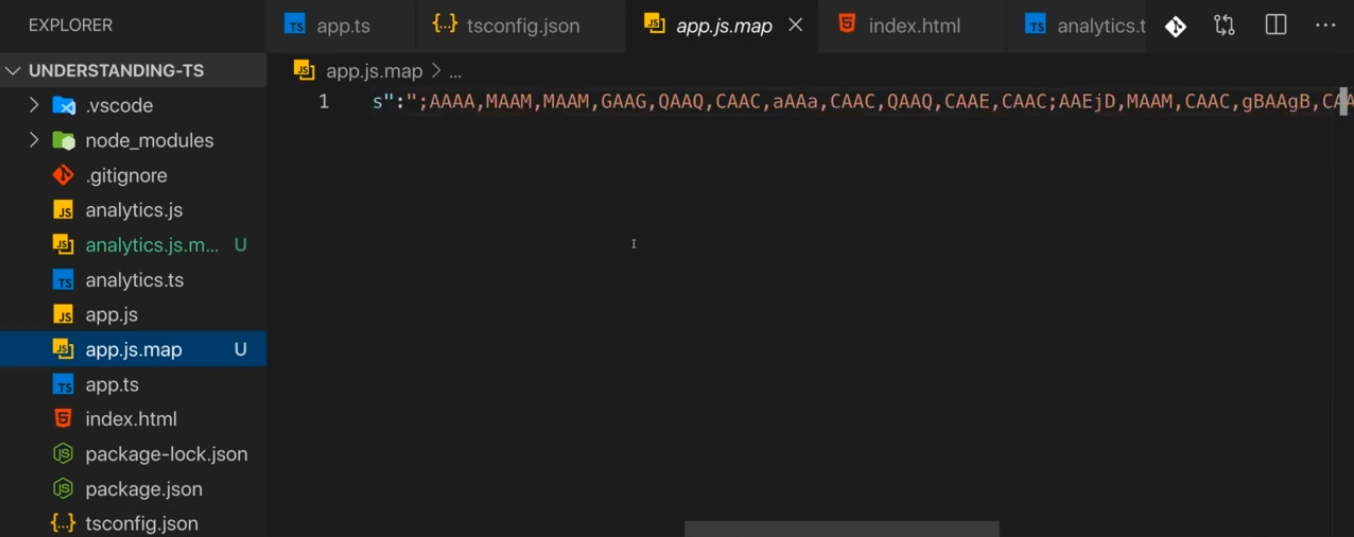 EXPLORER
app.ts
tsconfig.json
app.js.map
index.html
analytics.t
UNDERSTANDING-TS
app.js.map > ...
1 s":";AAAA,MAAM,MAAM,GAAG,QAAQ,CAAC,aAAa,CAAC,QAAQ,CAAE,CAAC;AAEjD,MAAM,CAAC,gBAAgB,CAA
.vscode
node_modules
.gitignore
analytics.js
analytics.js.m... U
analytics.ts
app.js
app.js.map U
app.ts
index.html
package-lock.json
package.json
tsconfig.json